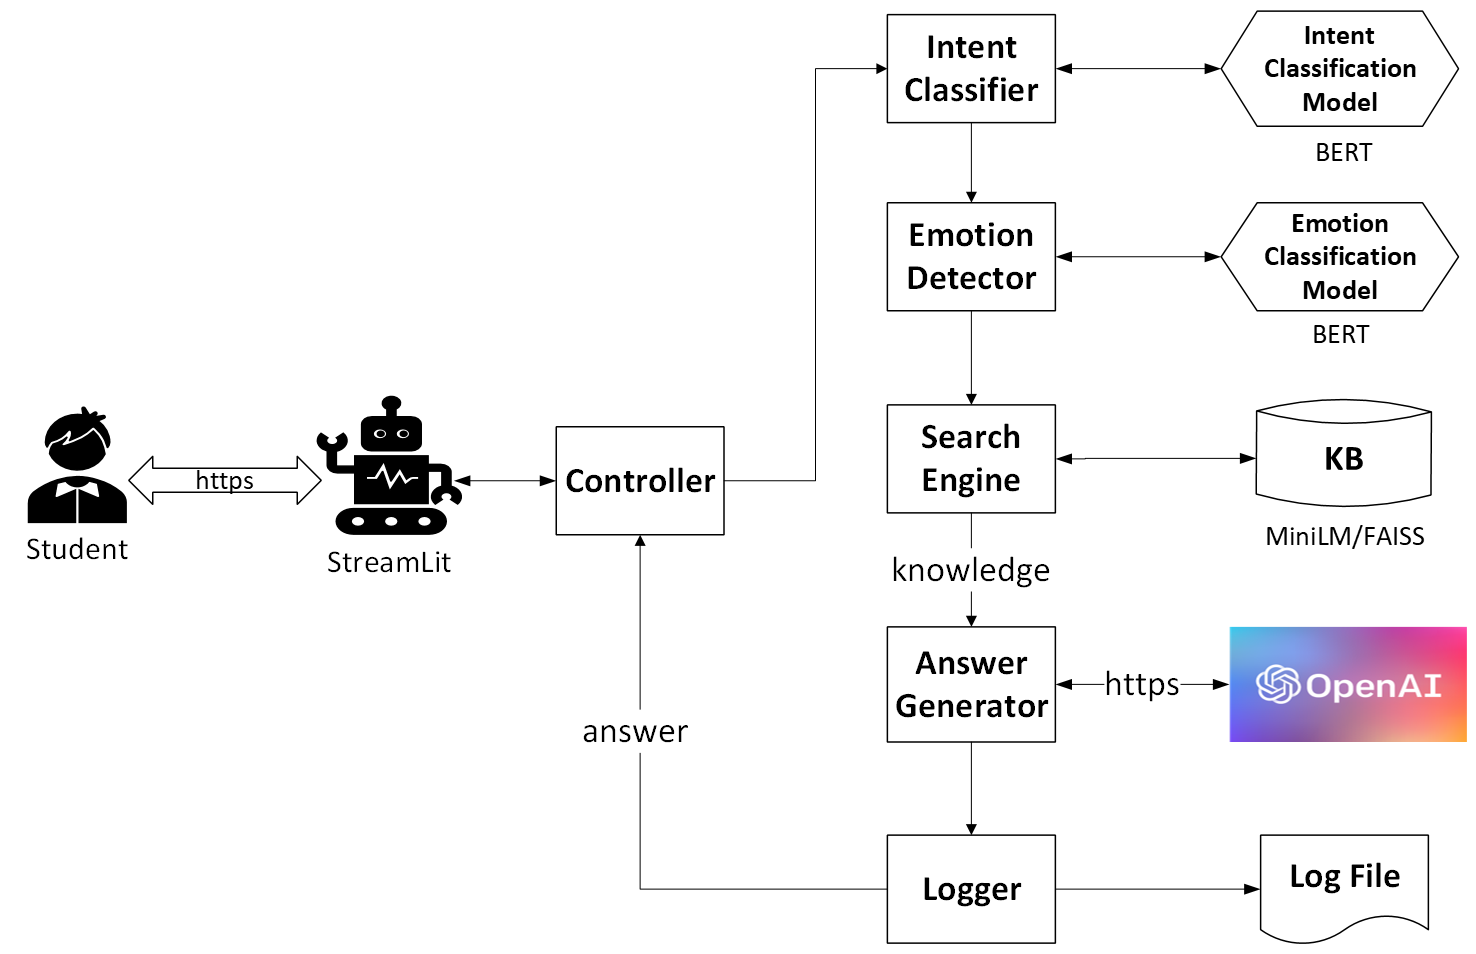 Intent
Classifier
Intent
Classification
Model
BERT
Emotion
Detector
Emotion
Classification
Model
BERT
Student
https
StreamLit
Controller
Search
Engine
KB
MiniLM/FAISS
knowledge
Answer
Generator
https
OpenAI
answer
Logger
Log File